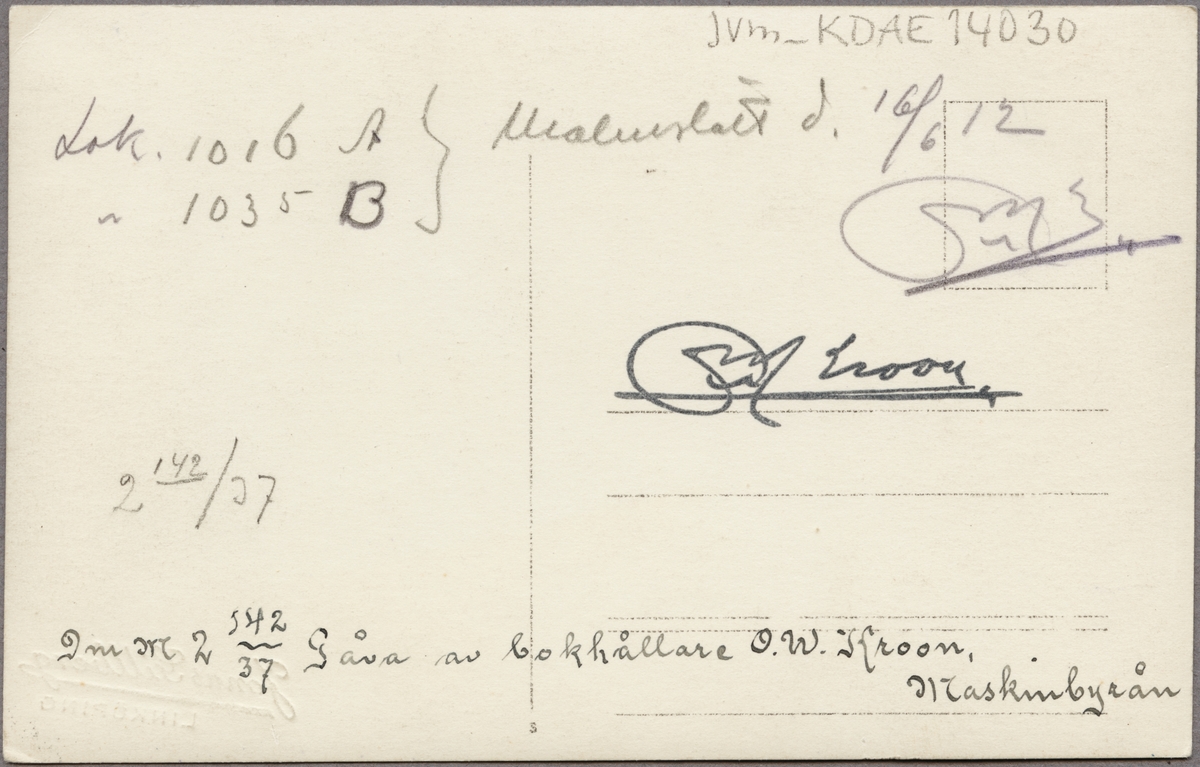 Jvm_KDAE14030
Lok. 1016 A } Malmslätt d. 16/6 12
" 1035 B
Kroon
2 142/37
Jvm M 2 142/37 Gåva av bokhållare O.W. Kroon,
Maskinbyrån
LINKÖPING
s